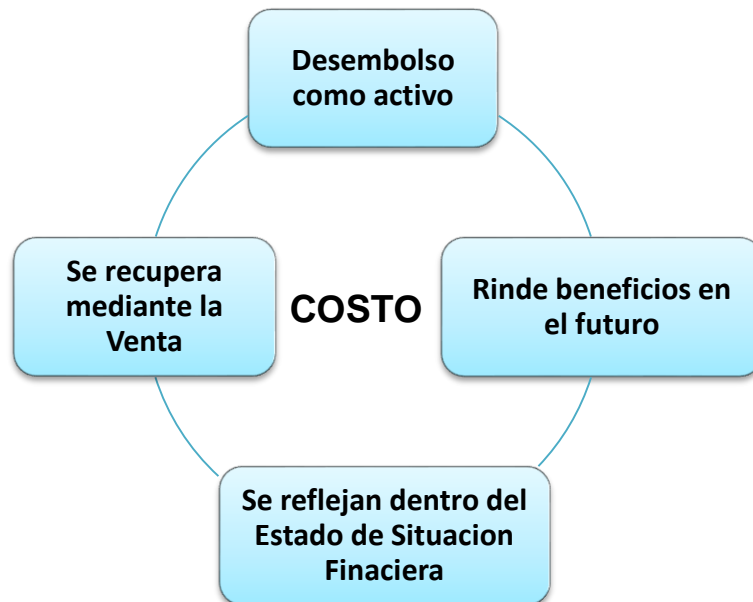 Desembolso
como activo
Se recupera
mediante la
Venta
COSTO
Rinde beneficios en
el futuro
Se reflejan dentro del
Estado de Situacion
Finaciera